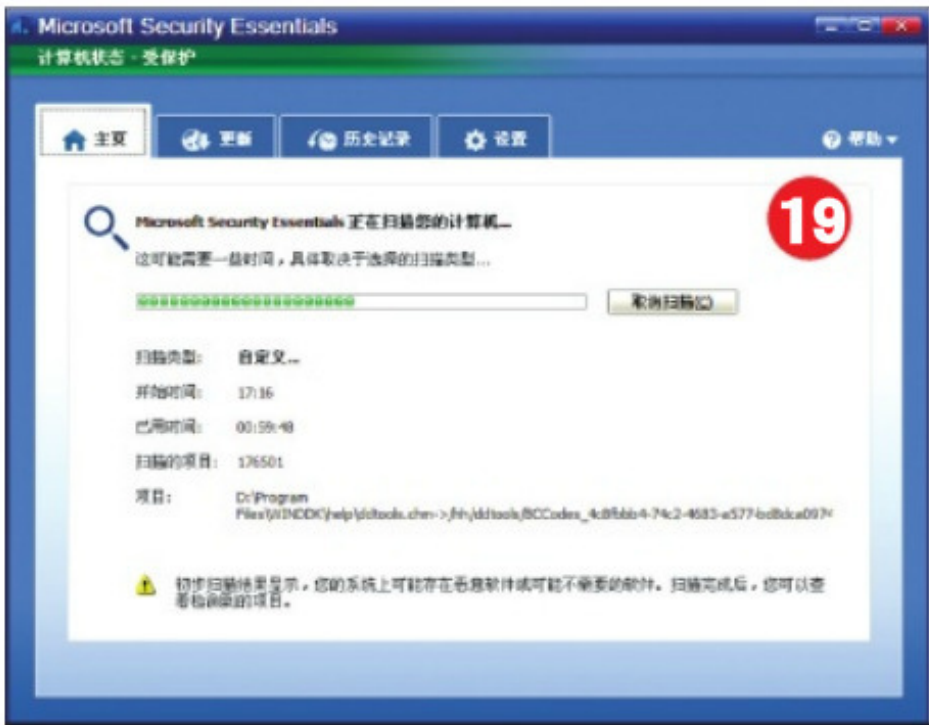 Microsoft Security Essentials
计算机状态 - 受保护
主页
更新
历史记录
设置
帮助
19
Microsoft Security Essentials 正在扫描您的计算机...
这可能需要一些时间，具体取决于选择的扫描类型...
取消扫描(C)
扫描类型: 自定义...
开始时间: 17:16
已用时间: 00:59:48
扫描的项目: 176501
项目: D:\Program
Files\WINDDK\help\ddtools.chm->/hh/ddtools/BCCodes_4c8fbbb4-74c2-4683-a577-bd8dca097
初步扫描结果显示，您的系统上可能存在恶意软件或可能不需要的软件。扫描完成后，您可以查
看检测到的项目。